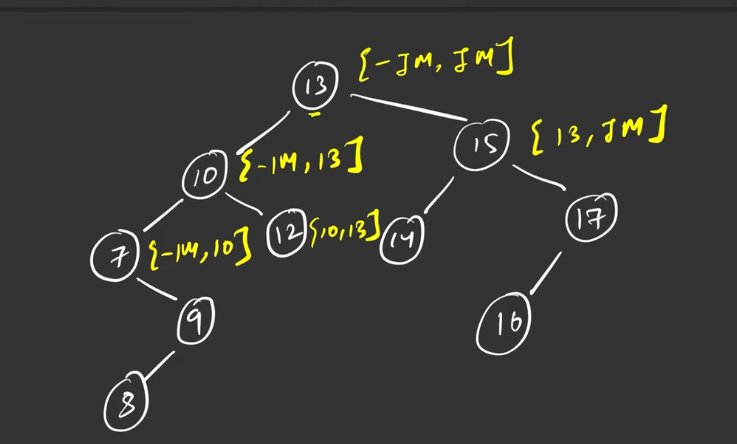 13 [-IM, IM]
10 [-IM, 13]
15 [13, IM]
7 [-IM, 10]
12 [10, 13]
14
17
9
16
8